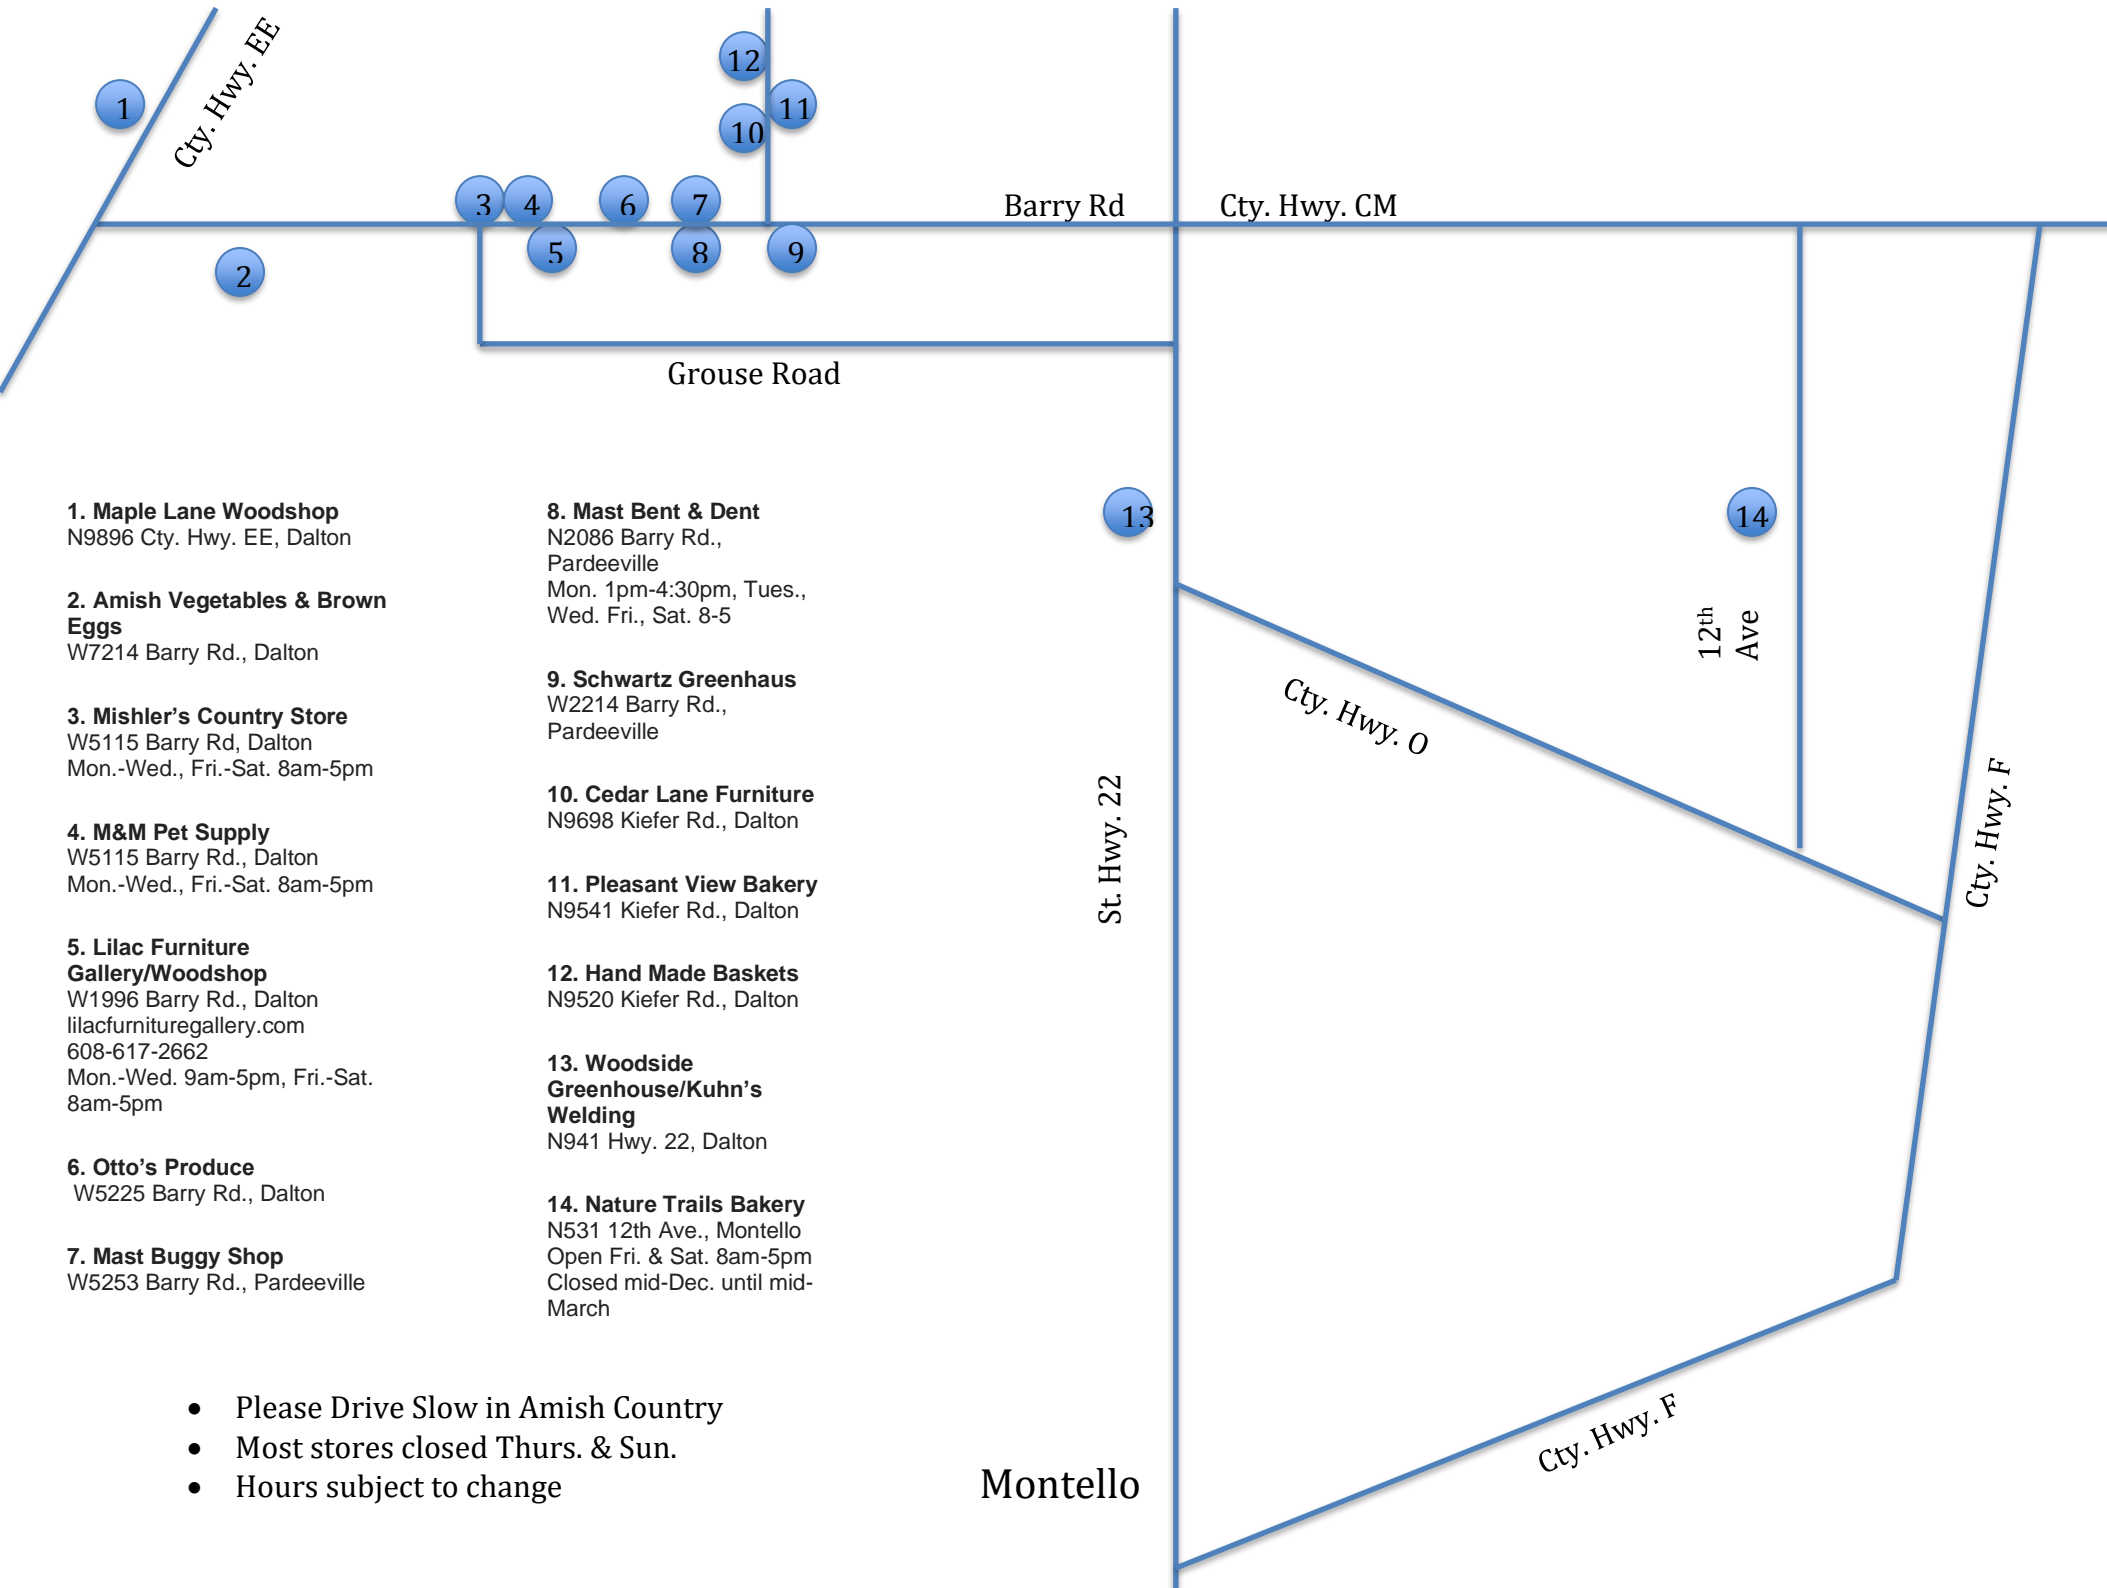 Cty. Hwy. EE
12
1
11
10
3
4
6
7
Barry Rd
Cty. Hwy. CM
5
8
9
2
Grouse Road
1. Maple Lane Woodshop
N9896 Cty. Hwy. EE, Dalton
2. Amish Vegetables & Brown
Eggs
W7214 Barry Rd., Dalton
3. Mishler’s Country Store
W5115 Barry Rd, Dalton
Mon.-Wed., Fri.-Sat. 8am-5pm
4. M&M Pet Supply
W5115 Barry Rd., Dalton
Mon.-Wed., Fri.-Sat. 8am-5pm
5. Lilac Furniture
Gallery/Woodshop
W1996 Barry Rd., Dalton
lilacfurnituregallery.com
608-617-2662
Mon.-Wed. 9am-5pm, Fri.-Sat.
8am-5pm
6. Otto’s Produce
W5225 Barry Rd., Dalton
7. Mast Buggy Shop
W5253 Barry Rd., Pardeeville
8. Mast Bent & Dent
N2086 Barry Rd.,
Pardeeville
Mon. 1pm-4:30pm, Tues.,
Wed. Fri., Sat. 8-5
9. Schwartz Greenhaus
W2214 Barry Rd.,
Pardeeville
10. Cedar Lane Furniture
N9698 Kiefer Rd., Dalton
11. Pleasant View Bakery
N9541 Kiefer Rd., Dalton
12. Hand Made Baskets
N9520 Kiefer Rd., Dalton
13. Woodside
Greenhouse/Kuhn’s
Welding
N941 Hwy. 22, Dalton
14. Nature Trails Bakery
N531 12th Ave., Montello
Open Fri. & Sat. 8am-5pm
Closed mid-Dec. until mid-
March
13
14
12th
Ave
Cty. Hwy. O
St. Hwy. 22
Cty. Hwy. F
Cty. Hwy. F
• Please Drive Slow in Amish Country
• Most stores closed Thurs. & Sun.
• Hours subject to change
Montello